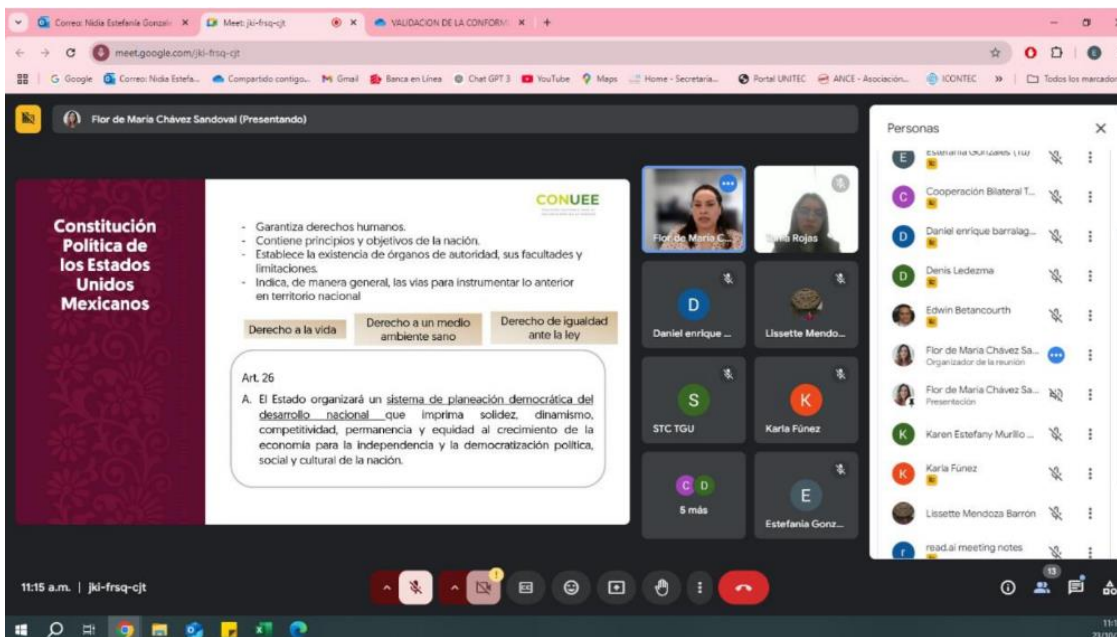 Correo: Nidia Estefania Gonzal
Meet: jki-frsq-cjt
VALIDACION DE LA CONFORM
meet.google.com/jki-frsq-cjt
Google
Correo: Nidia Estefa...
Compartido contigo...
Gmail
Banca en Línea
Chat GPT 3
YouTube
Maps
Home - Secretaria...
Portal UNITEC
ANCE - Asociación...
ICONTEC
Todos los marcador
Flor de María Chávez Sandoval (Presentando)
Constitución
Política de
los Estados
Unidos
Mexicanos
CONUEE
- Garantiza derechos humanos.
- Contiene principios y objetivos de la nación.
- Establece la existencia de órganos de autoridad, sus facultades y
limitaciones.
- Indica, de manera general, las vías para instrumentar lo anterior
en territorio nacional
Derecho a la vida
Derecho a un medio
ambiente sano
Derecho de igualdad
ante la ley
Art. 26
A. El Estado organizará un sistema de planeación democrática del
desarrollo nacional que imprima solidez, dinamismo,
competitividad, permanencia y equidad al crecimiento de la
economía para la independencia y la democratización política,
social y cultural de la nación.
Flor de María C...
Rojas
D
Daniel enrique ...
Lissette Mendo...
S
STC TGU
K
Karla Fúnez
C D
5 más
E
Estefania Gonz...
Personas
E
C
Cooperación Bilateral T...
D
Daniel enrique barralag...
D
Denis Ledezma
Edwin Betancourth
Flor de María Chávez Sa...
Organizador de la reunión
Flor de María Chávez Sa...
Presentación
K
Karen Estefany Murillo ...
K
Karla Fúnez
Lissette Mendoza Barrón
r
read.ai meeting notes
11:15 a.m. | jki-frsq-cjt
13